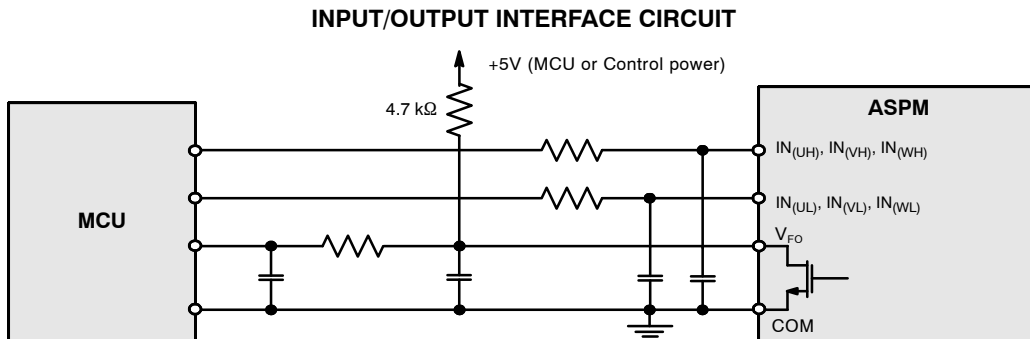 INPUT/OUTPUT INTERFACE CIRCUIT
+5V (MCU or Control power)
4.7 kΩ
ASPM
IN(UH), IN(VH), IN(WH)
MCU
IN(UL), IN(VL), IN(WL)
VFO
COM